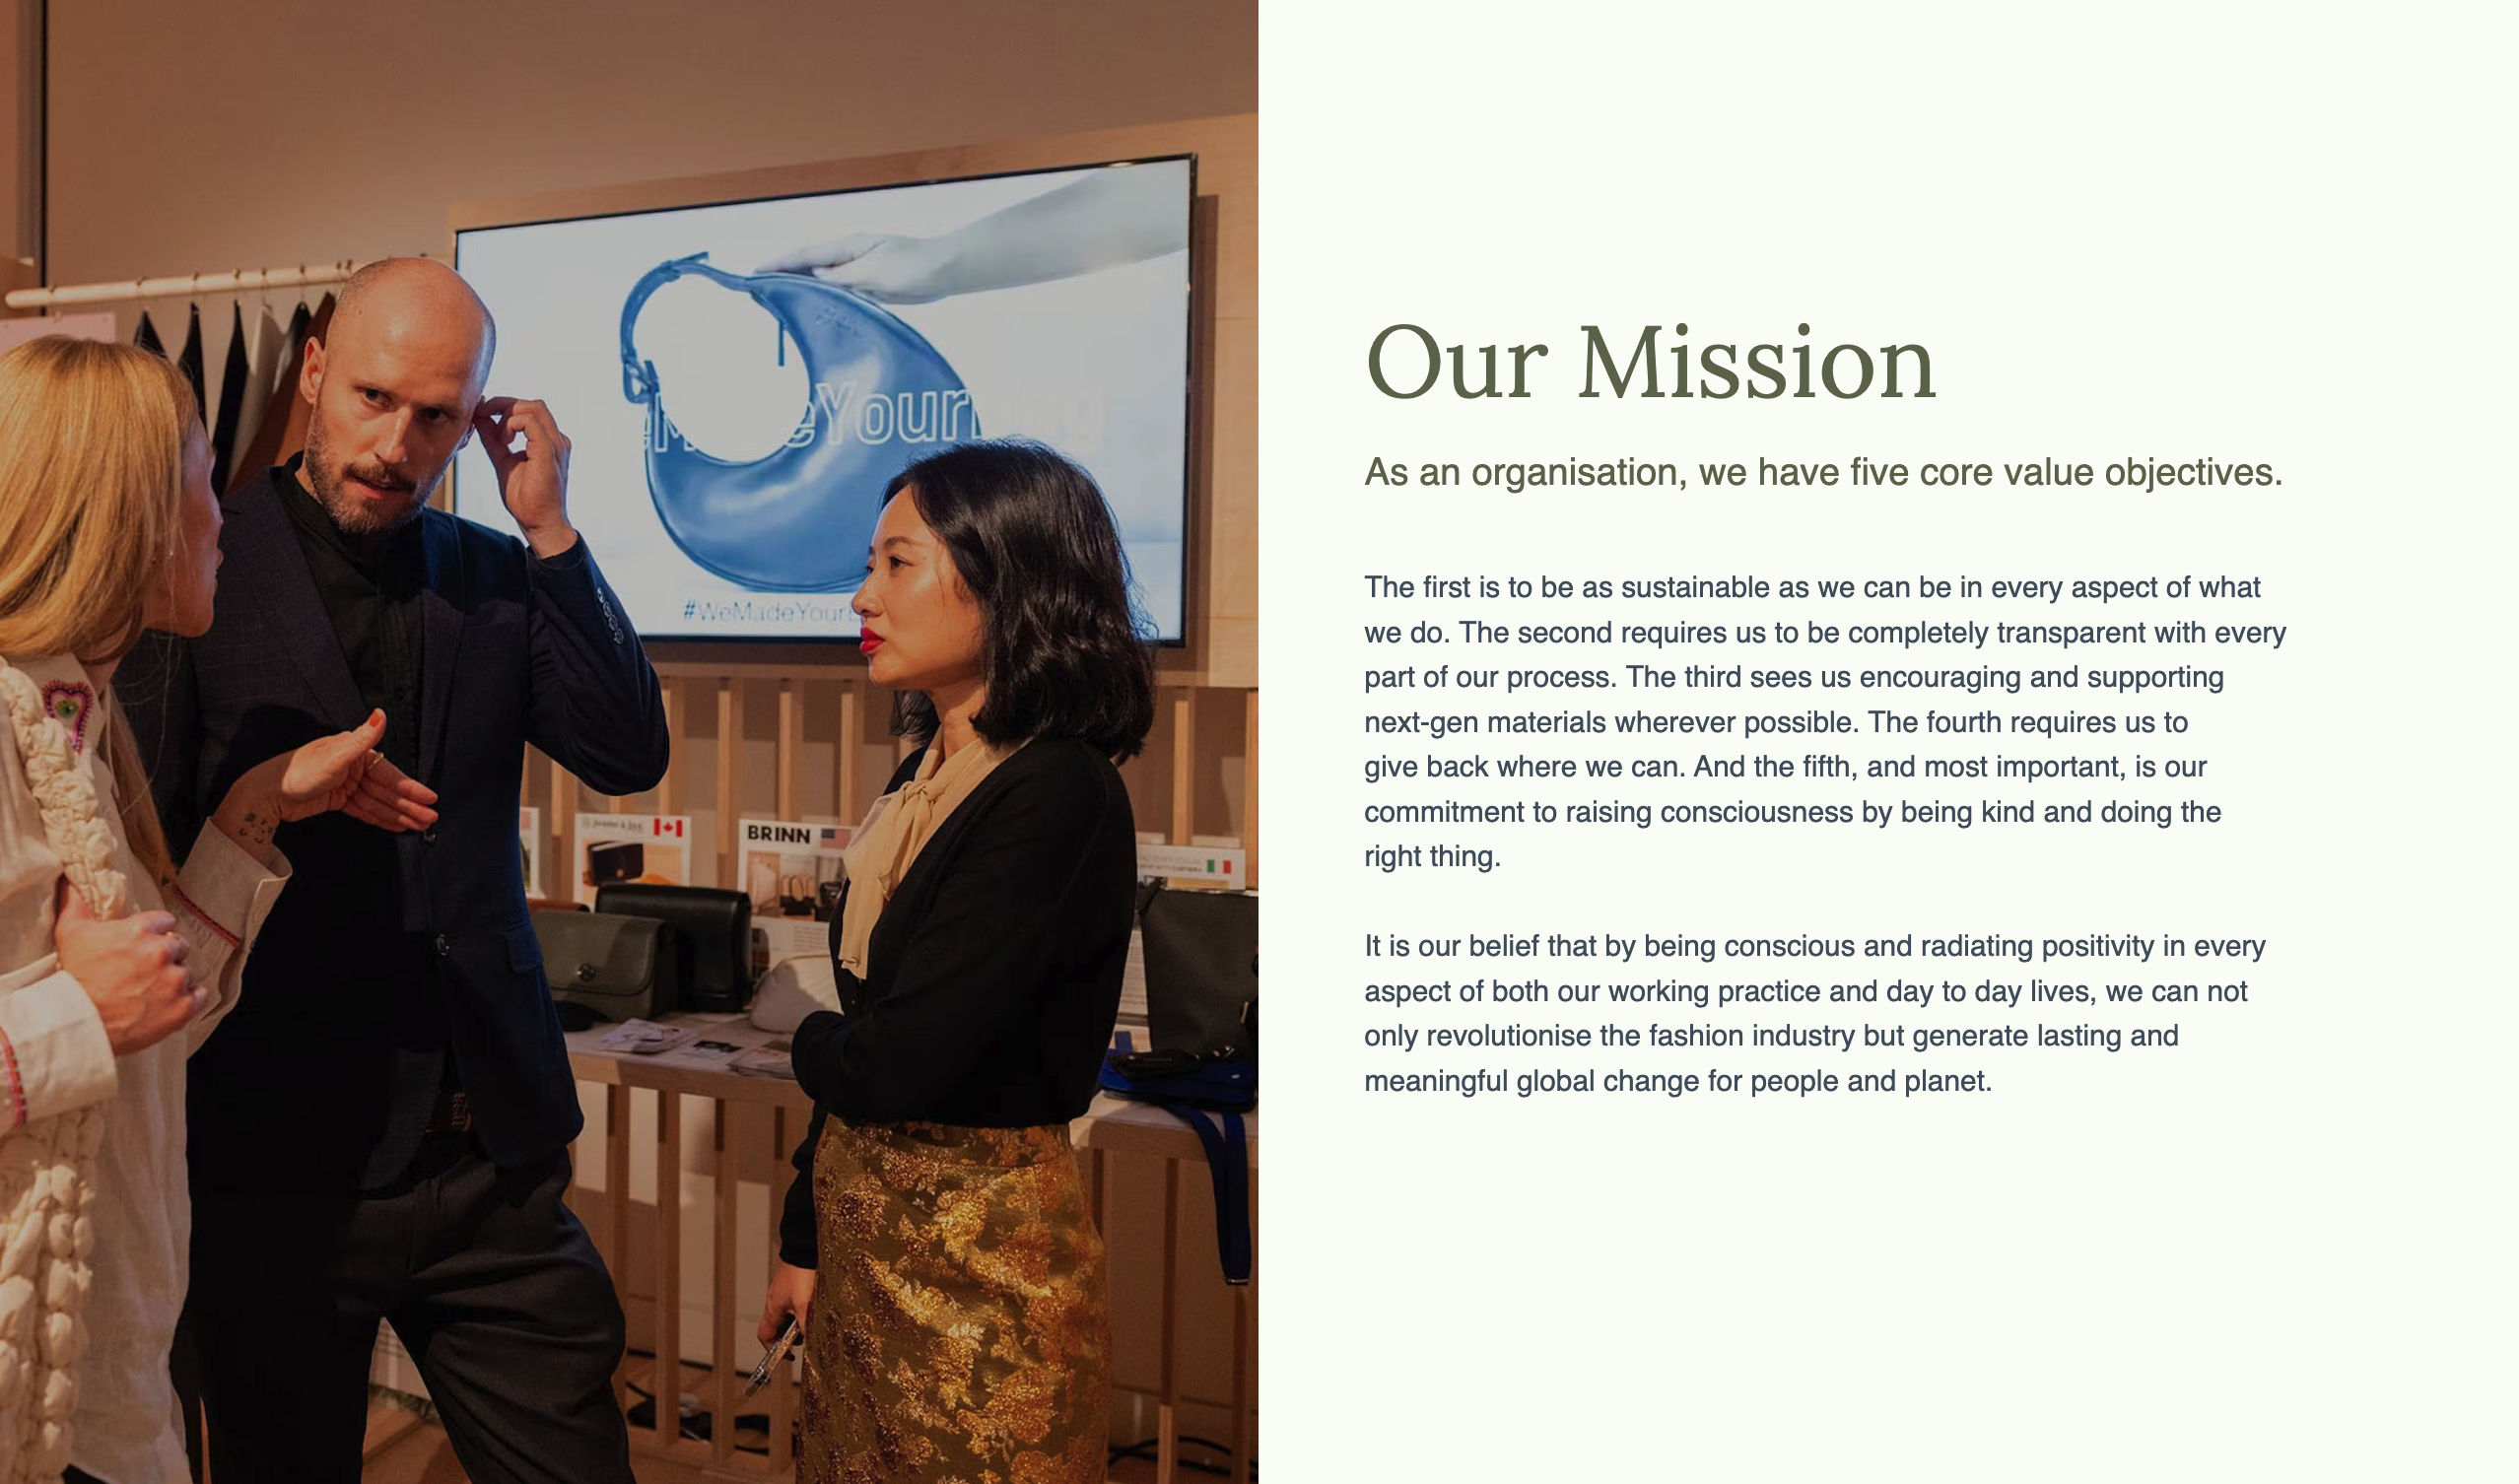 Our Mission
As an organisation, we have five core value objectives.
The first is to be as sustainable as we can be in every aspect of what
we do. The second requires us to be completely transparent with every
part of our process. The third sees us encouraging and supporting
next-gen materials wherever possible. The fourth requires us to
give back where we can. And the fifth, and most important, is our
commitment to raising consciousness by being kind and doing the
right thing.
It is our belief that by being conscious and radiating positivity in every
aspect of both our working practice and day to day lives, we can not
only revolutionise the fashion industry but generate lasting and
meaningful global change for people and planet.
Your
#WeMadeYour
BRINN